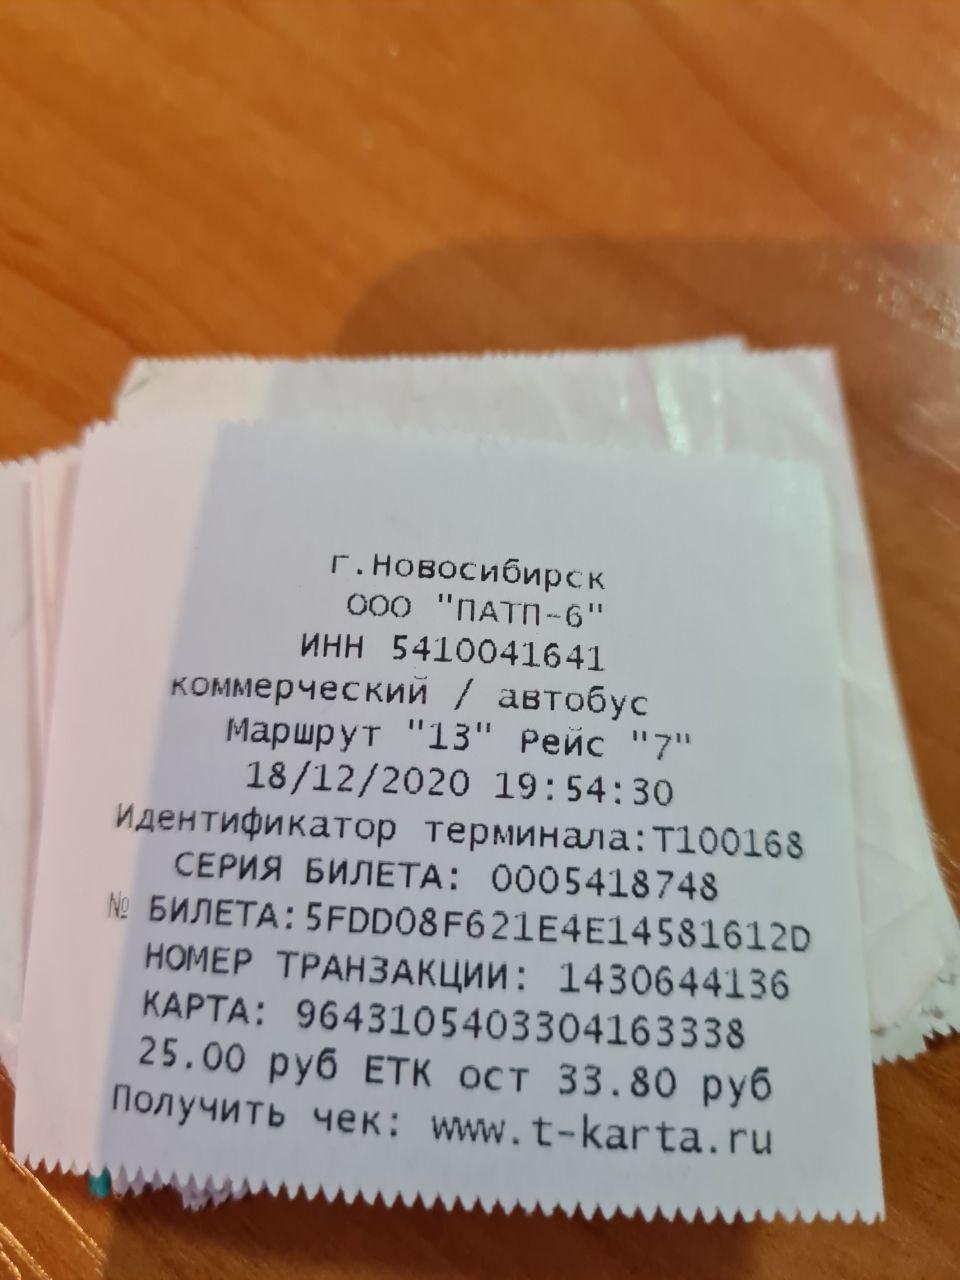 г.Новосибирск
ООО "ПАТП-6"
ИНН 5410041641
коммерческий / автобус
Маршрут "13" Рейс "7"
18/12/2020 19:54:30
Идентификатор терминала:T100168
СЕРИЯ БИЛЕТА: 0005418748
№ БИЛЕТА:5FDD08F621E4E14581612D
НОМЕР ТРАНЗАКЦИИ: 1430644136
КАРТА: 9643105403304163338
25.00 руб ЕТК ост 33.80 руб
Получить чек: www.t-karta.ru